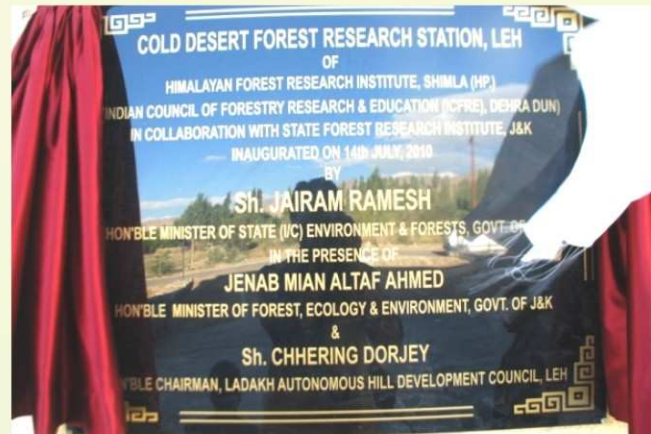 COLD DESERT FOREST RESEARCH STATION, LEH
OF
HIMALAYAN FOREST RESEARCH INSTITUTE, SHIMLA (HP.)
INDIAN COUNCIL OF FORESTRY RESEARCH & EDUCATION (ICFRE), DEHRA DUN)
IN COLLABORATION WITH STATE FOREST RESEARCH INSTITUTE, J&K
INAUGURATED ON 14th JULY, 2010
BY
Sh. JAIRAM RAMESH
HON'BLE MINISTER OF STATE (I/C) ENVIRONMENT & FORESTS, GOVT. OF
IN THE PRESENCE OF
JENAB MIAN ALTAF AHMED
HON'BLE MINISTER OF FOREST, ECOLOGY & ENVIRONMENT, GOVT. OF J&K
&
Sh. CHHERING DORJEY
'BLE CHAIRMAN, LADAKH AUTONOMOUS HILL DEVELOPMENT COUNCIL, LEH